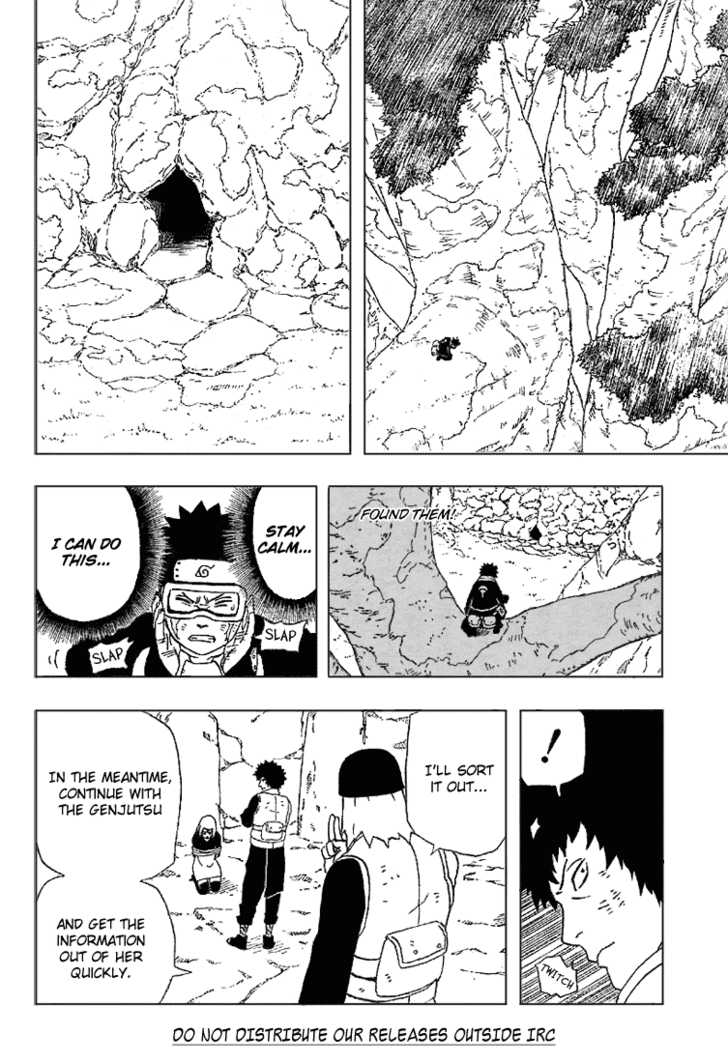 FOUND THEM!
STAY
CALM...
I CAN DO
THIS...
SLAP
SLAP
!
TWITCH
I'LL SORT
IT OUT...
IN THE MEANTIME,
CONTINUE WITH
THE GENJUTSU
AND GET THE
INFORMATION
OUT OF HER
QUICKLY.
DO NOT DISTRIBUTE OUR RELEASES OUTSIDE IRC